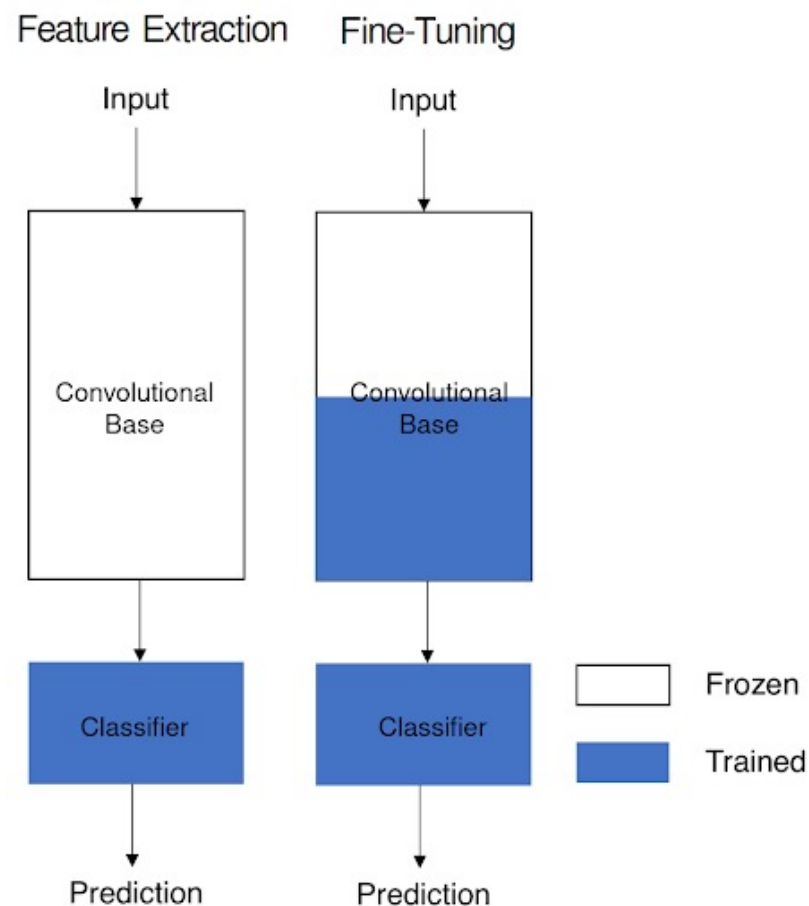 Feature Extraction
Input
Convolutional
Base
Classifier
Prediction
Fine-Tuning
Input
Convolutional
Base
Classifier
Prediction
Frozen
Trained